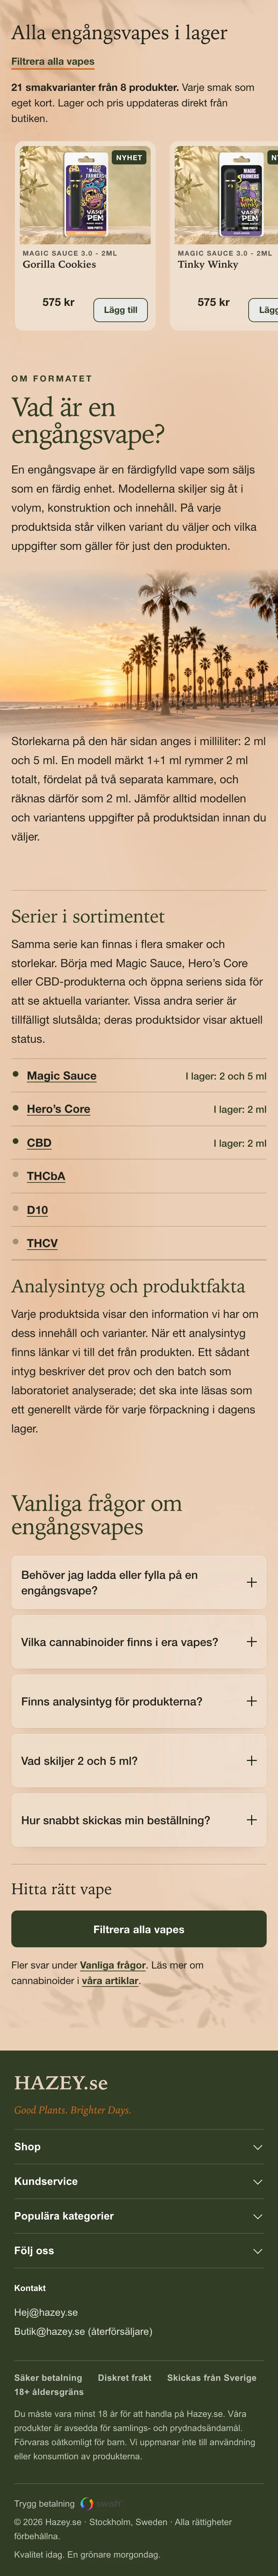 Alla engångsvapes i lager
Filtrera alla vapes
21 smakvarianter från 8 produkter. Varje smak som
eget kort. Lager och pris uppdateras direkt från
butiken.
NYHET
MAGIC FARMERS
VAPE PEN
MAGIC SAUCE 3.0 - 2ML
Gorilla Cookies
575 kr
Lägg till
MAGIC FARMERS
Tinky Winky
VAPE PEN
MAGIC SAUCE 3.0 - 2ML
Tinky Winky
575 kr
OM FORMATET
Vad är en
engångsvape?
En engångsvape är en färdigfylld vape som säljs
som en färdig enhet. Modellerna skiljer sig åt i
volym, konstruktion och innehåll. På varje
produktsida står vilken variant du väljer och vilka
uppgifter som gäller för just den produkten.
Storlekarna på den här sidan anges i milliliter: 2 ml
och 5 ml. En modell märkt 1+1 ml rymmer 2 ml
totalt, fördelat på två separata kammare, och
räknas därför som 2 ml. Jämför alltid modellen
och variantens uppgifter på produktsidan innan du
väljer.
Serier i sortimentet
Samma serie kan finnas i flera smaker och
storlekar. Börja med Magic Sauce, Hero's Core
eller CBD-produkterna och öppna seriens sida för
att se aktuella varianter. Vissa andra serier är
tillfälligt slutsålda; deras produktsidor visar aktuell
status.
Magic Sauce I lager: 2 och 5 ml
Hero's Core I lager: 2 ml
CBD I lager: 2 ml
THCbA
D10
THCV
Analysintyg och produktfakta
Varje produktsida visar den information vi har om
dess innehåll och varianter. När ett analysintyg
finns länkar vi till det från produkten. Ett sådant
intyg beskriver det prov och den batch som
laboratoriet analyserade; det ska inte läsas som
ett generellt värde för varje förpackning i dagens
lager.
Vanliga frågor om
engångsvapes
Behöver jag ladda eller fylla på en
engångsvape?
Vilka cannabinoider finns i era vapes?
Finns analysintyg för produkterna?
Vad skiljer 2 och 5 ml?
Hur snabbt skickas min beställning?
Hitta rätt vape
Filtrera alla vapes
Fler svar under Vanliga frågor. Läs mer om
cannabinoider i våra artiklar.
HAZEY.se
Good Plants. Brighter Days.
Shop
Kundservice
Populära kategorier
Följ oss
Kontakt
Hej@hazey.se
Butik@hazey.se (återförsäljare)
Säker betalning Diskret frakt Skickas från Sverige
18+ åldersgräns
Du måste vara minst 18 år för att handla på Hazey.se. Våra
produkter är avsedda för samlings- och prydnadsändamål.
Förvaras oåtkomligt för barn. Vi uppmanar inte till användning
eller konsumtion av produkterna.
Trygg betalning swish
© 2026 Hazey.se · Stockholm, Sweden · Alla rättigheter
förbehållna.
Kvalitet idag. En grönare morgondag.